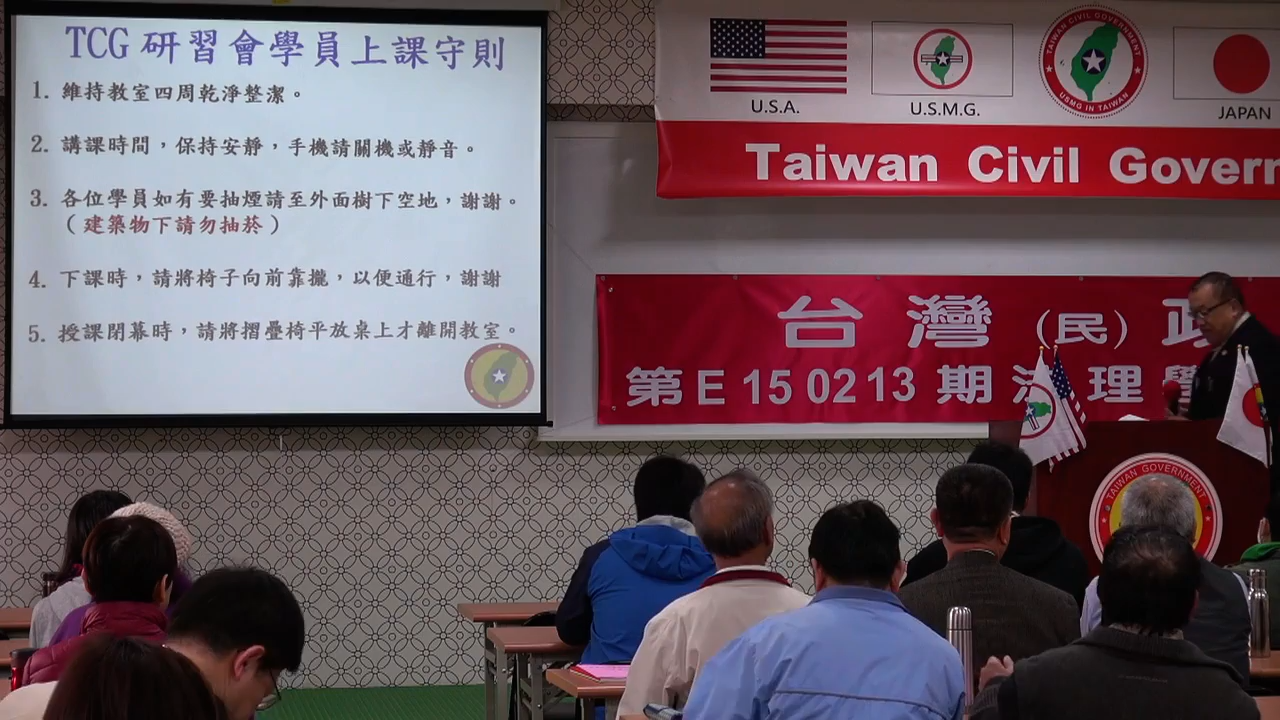 TCG 研習會學員上課守則
1. 維持教室四周乾淨整潔。
2. 講課時間，保持安靜，手機請關機或靜音。
3. 各位學員如有要抽煙請至外面樹下空地，謝謝。
（建築物下請勿抽菸）
4. 下課時，請將椅子向前靠攏，以便通行，謝謝
5. 授課閉幕時，請將摺疊椅平放桌上才離開教室。
U.S.A.
U.S.M.G.
TAIWAN CIVIL GOVERNMENT
USMG IN TAIWAN
JAPAN
Taiwan Civil Govern
台灣（民）政
第E 15 02 13 期法理學
TAIWAN GOVERNMENT